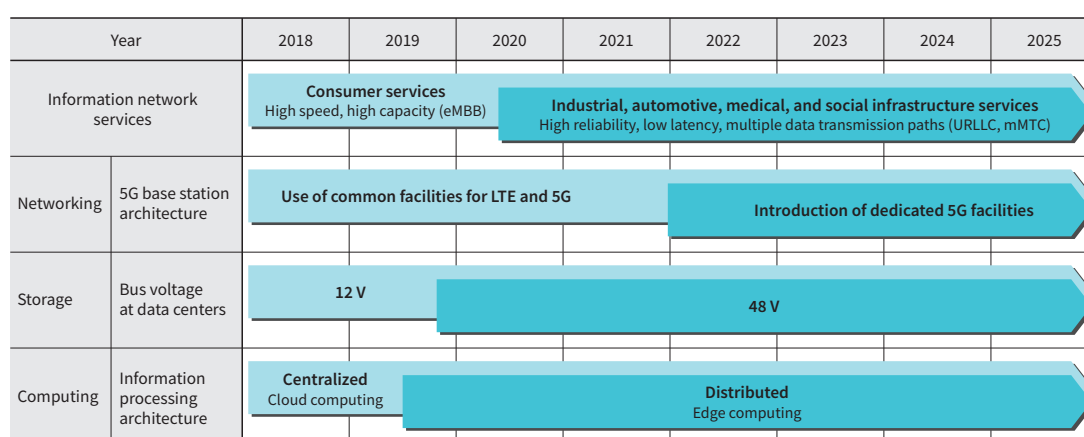 Year 2018 2019 2020 2021 2022 2023 2024 2025
Information network
services
Consumer services
High speed, high capacity (eMBB)
Industrial, automotive, medical, and social infrastructure services
High reliability, low latency, multiple data transmission paths (URLLC, mMTC)
Networking
5G base station
architecture
Use of common facilities for LTE and 5G
Introduction of dedicated 5G facilities
Storage
Bus voltage
at data centers
12 V
48 V
Computing
Information
processing
architecture
Centralized
Cloud computing
Distributed
Edge computing